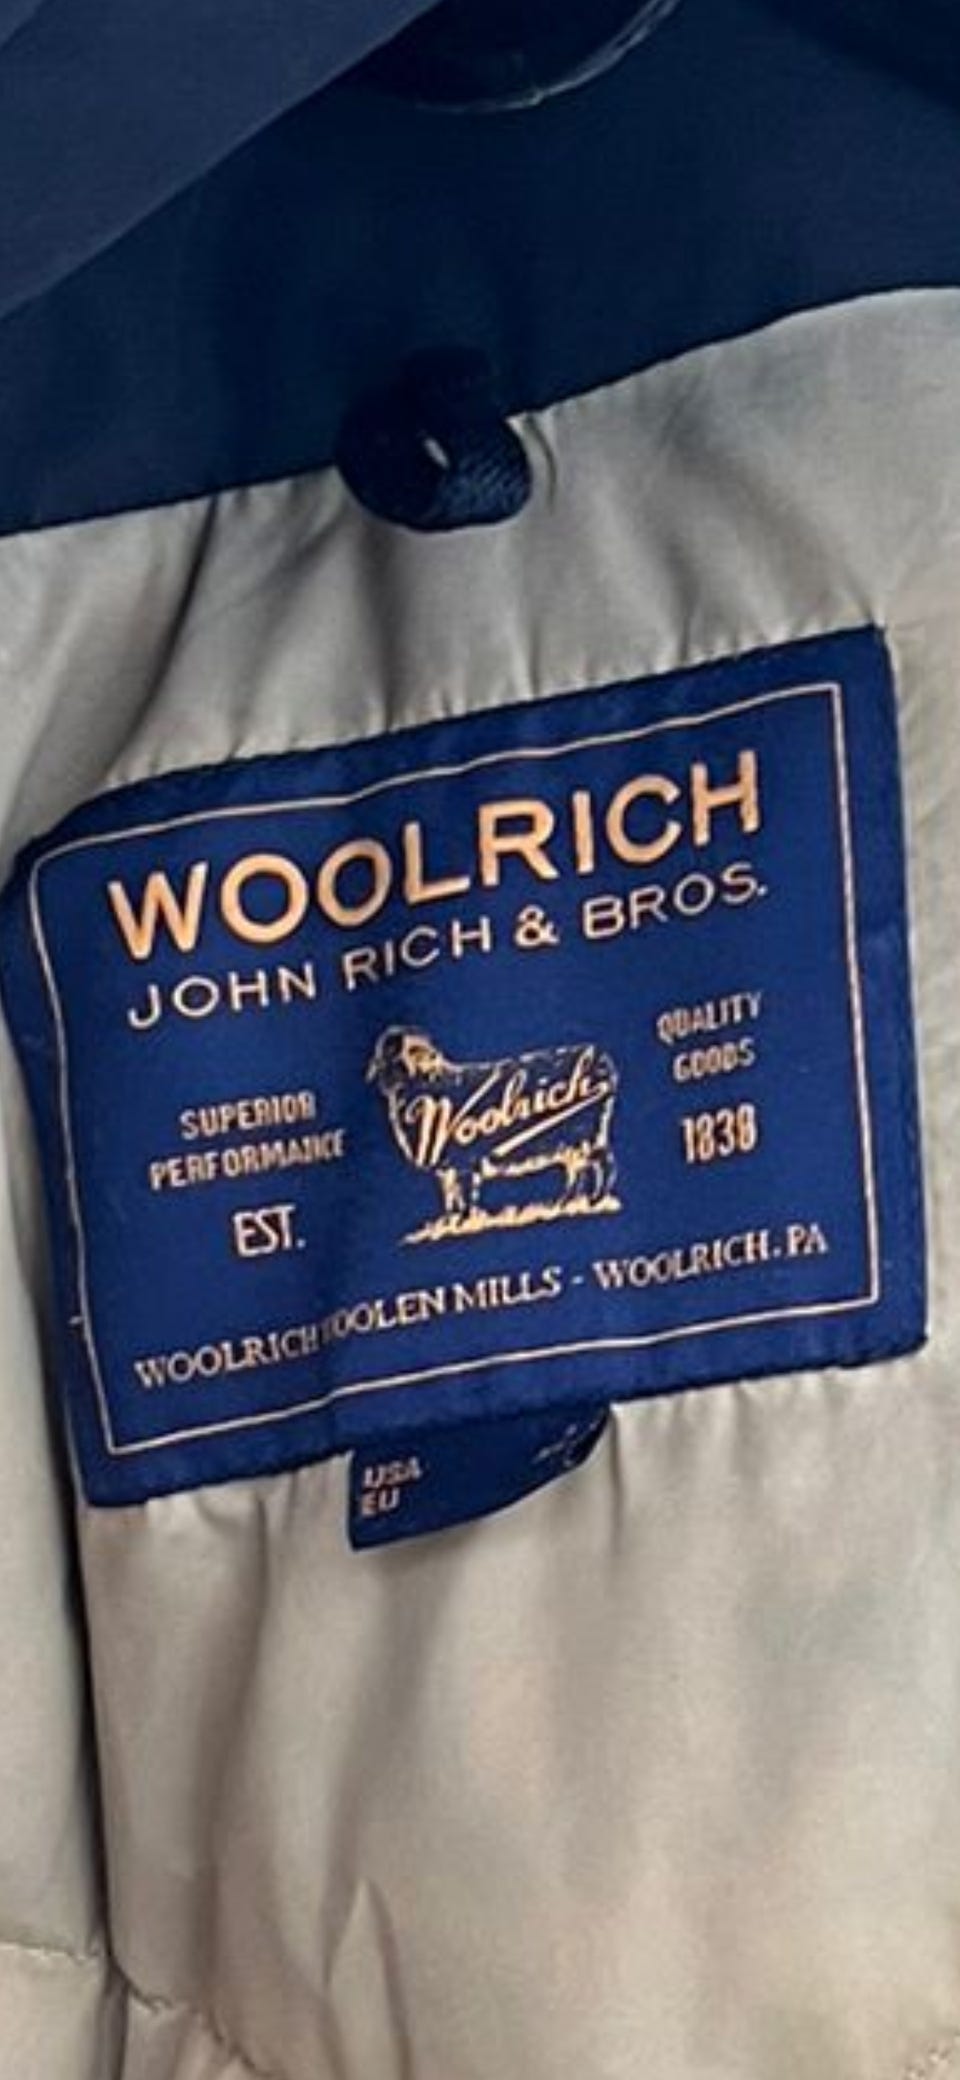 WOOLRICH
JOHN RICH & BROS.
SUPERIOR
PERFORMANCE
EST.
Woolrich
QUALITY
GOODS
1830
WOOLRICH WOOLEN MILLS - WOOLRICH, PA
USA
EU